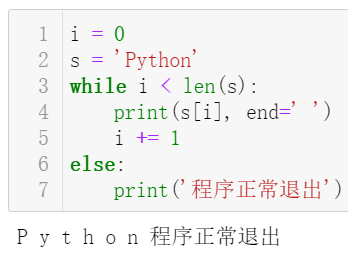 1 i = 0
2 s = 'Python'
3 while i < len(s):
4     print(s[i], end=' ')
5     i += 1
6 else:
7     print('程序正常退出')
P y t h o n 程序正常退出